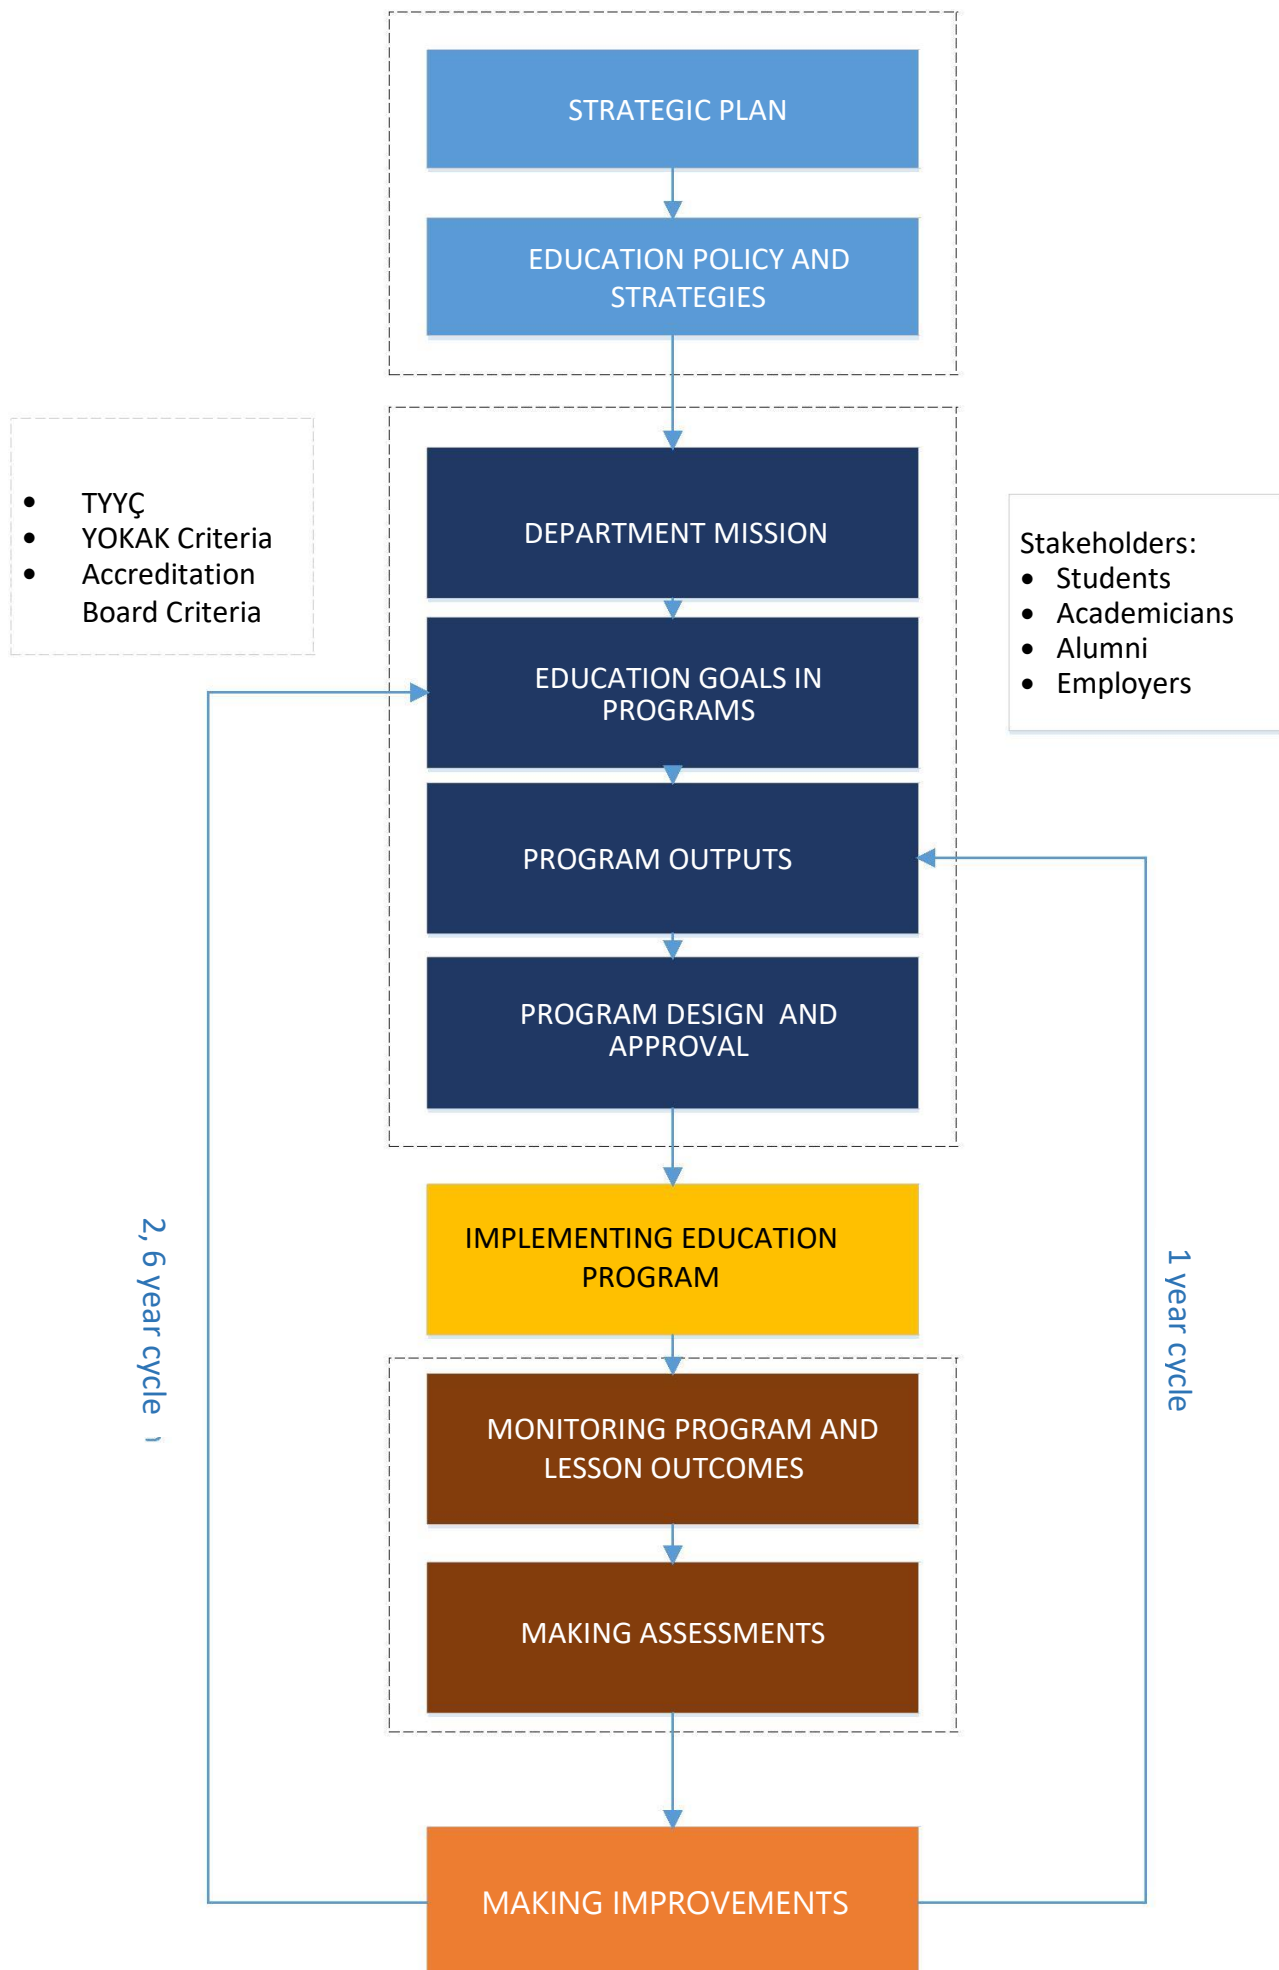 STRATEGIC PLAN
EDUCATION POLICY AND
STRATEGIES
• TYYÇ
• YOKAK Criteria
• Accreditation
Board Criteria
DEPARTMENT MISSION
Stakeholders:
• Students
• Academicians
• Alumni
• Employers
EDUCATION GOALS IN
PROGRAMS
PROGRAM OUTPUTS
PROGRAM DESIGN AND
APPROVAL
IMPLEMENTING EDUCATION
PROGRAM
2, 6 year cycle
1 year cycle
MONITORING PROGRAM AND
LESSON OUTCOMES
MAKING ASSESSMENTS
MAKING IMPROVEMENTS